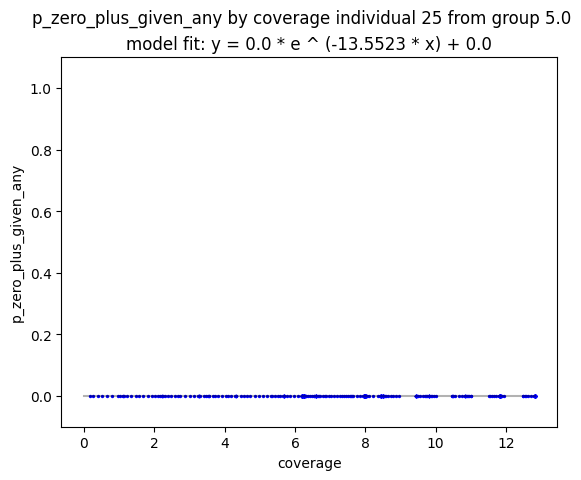 p_zero_plus_given_any by coverage individual 25 from group 5.0
model fit: y = 0.0 * e ^ (-13.5523 * x) + 0.0
1.0
0.8
0.6
0.4
0.2
0.0
p_zero_plus_given_any
0 2 4 6 8 10 12
coverage